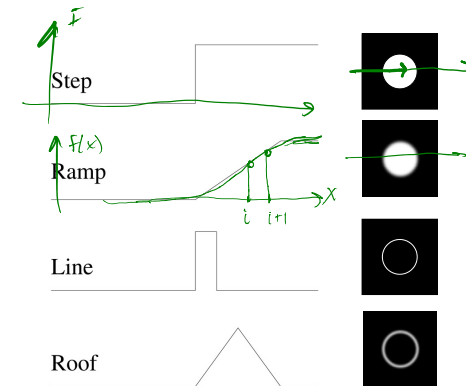 F
Step
f(x)
Ramp
X
i i+1
Line
Roof